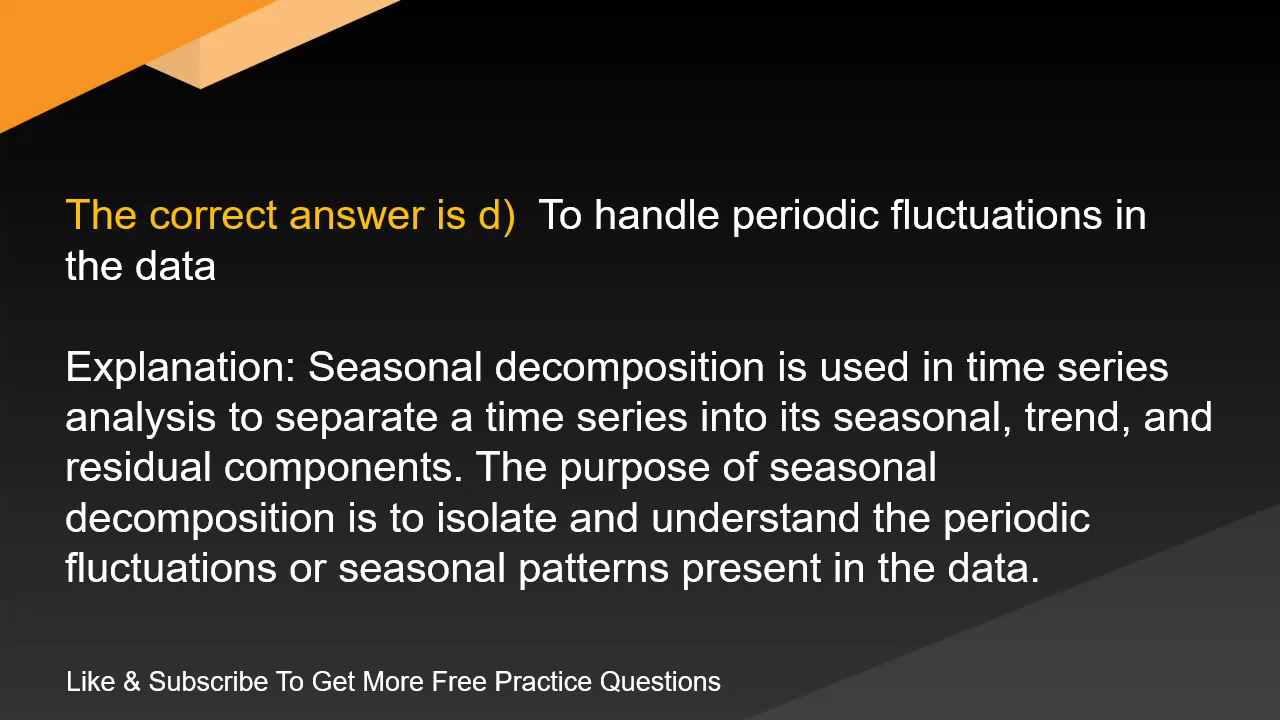 The correct answer is d)  To handle periodic fluctuations in
the data
Explanation: Seasonal decomposition is used in time series
analysis to separate a time series into its seasonal, trend, and
residual components. The purpose of seasonal
decomposition is to isolate and understand the periodic
fluctuations or seasonal patterns present in the data.
Like & Subscribe To Get More Free Practice Questions